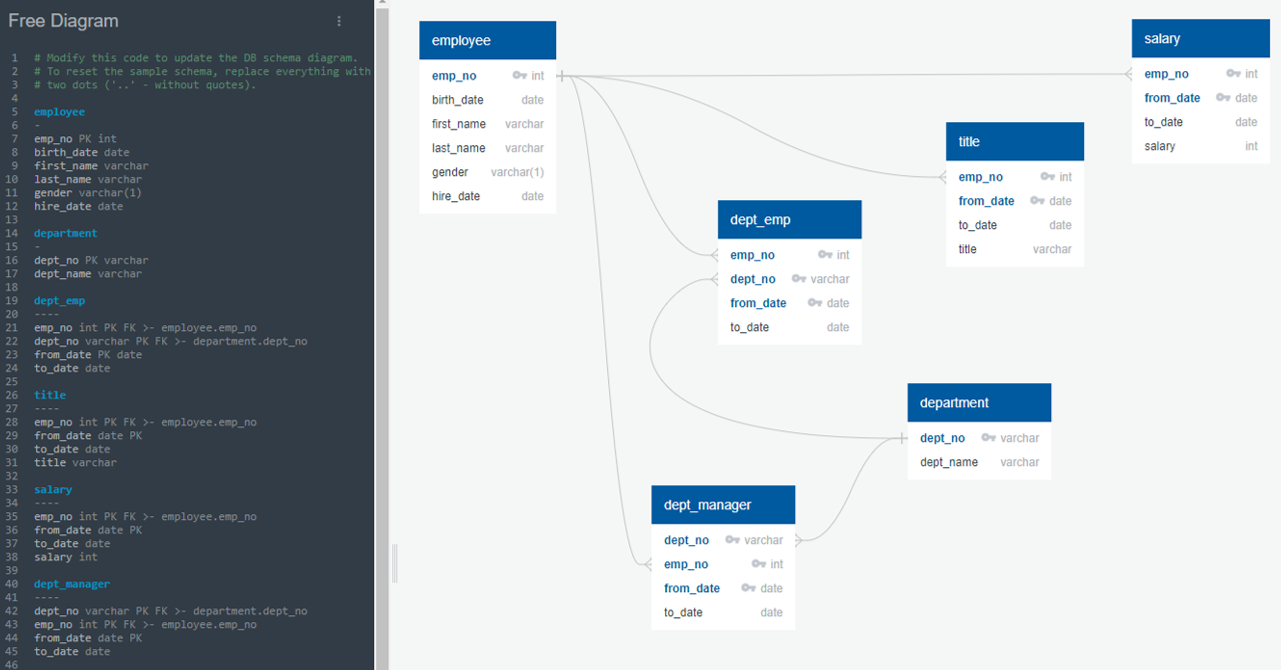 Free Diagram
1 # Modify this code to update the DB schema diagram.
2 # To reset the sample schema, replace everything with
3 # two dots ('..' - without quotes).
4
5 employee
6 -
7 emp_no PK int
8 birth_date date
9 first_name varchar
10 last_name varchar
11 gender varchar(1)
12 hire_date date
13
14 department
15 -
16 dept_no PK varchar
17 dept_name varchar
18
19 dept_emp
20 ----
21 emp_no int PK FK >- employee.emp_no
22 dept_no varchar PK FK >- department.dept_no
23 from_date PK date
24 to_date date
25
26 title
27 ----
28 emp_no int PK FK >- employee.emp_no
29 from_date date PK
30 to_date date
31 title varchar
32
33 salary
34 ----
35 emp_no int PK FK >- employee.emp_no
36 from_date date PK
37 to_date date
38 salary int
39
40 dept_manager
41 ----
42 dept_no varchar PK FK >- department.dept_no
43 emp_no int PK FK >- employee.emp_no
44 from_date date PK
45 to_date date
46
employee
emp_no int
birth_date date
first_name varchar
last_name varchar
gender varchar(1)
hire_date date
salary
emp_no int
from_date date
to_date date
salary int
title
emp_no int
from_date date
to_date date
title varchar
dept_emp
emp_no int
dept_no varchar
from_date date
to_date date
department
dept_no varchar
dept_name varchar
dept_manager
dept_no varchar
emp_no int
from_date date
to_date date